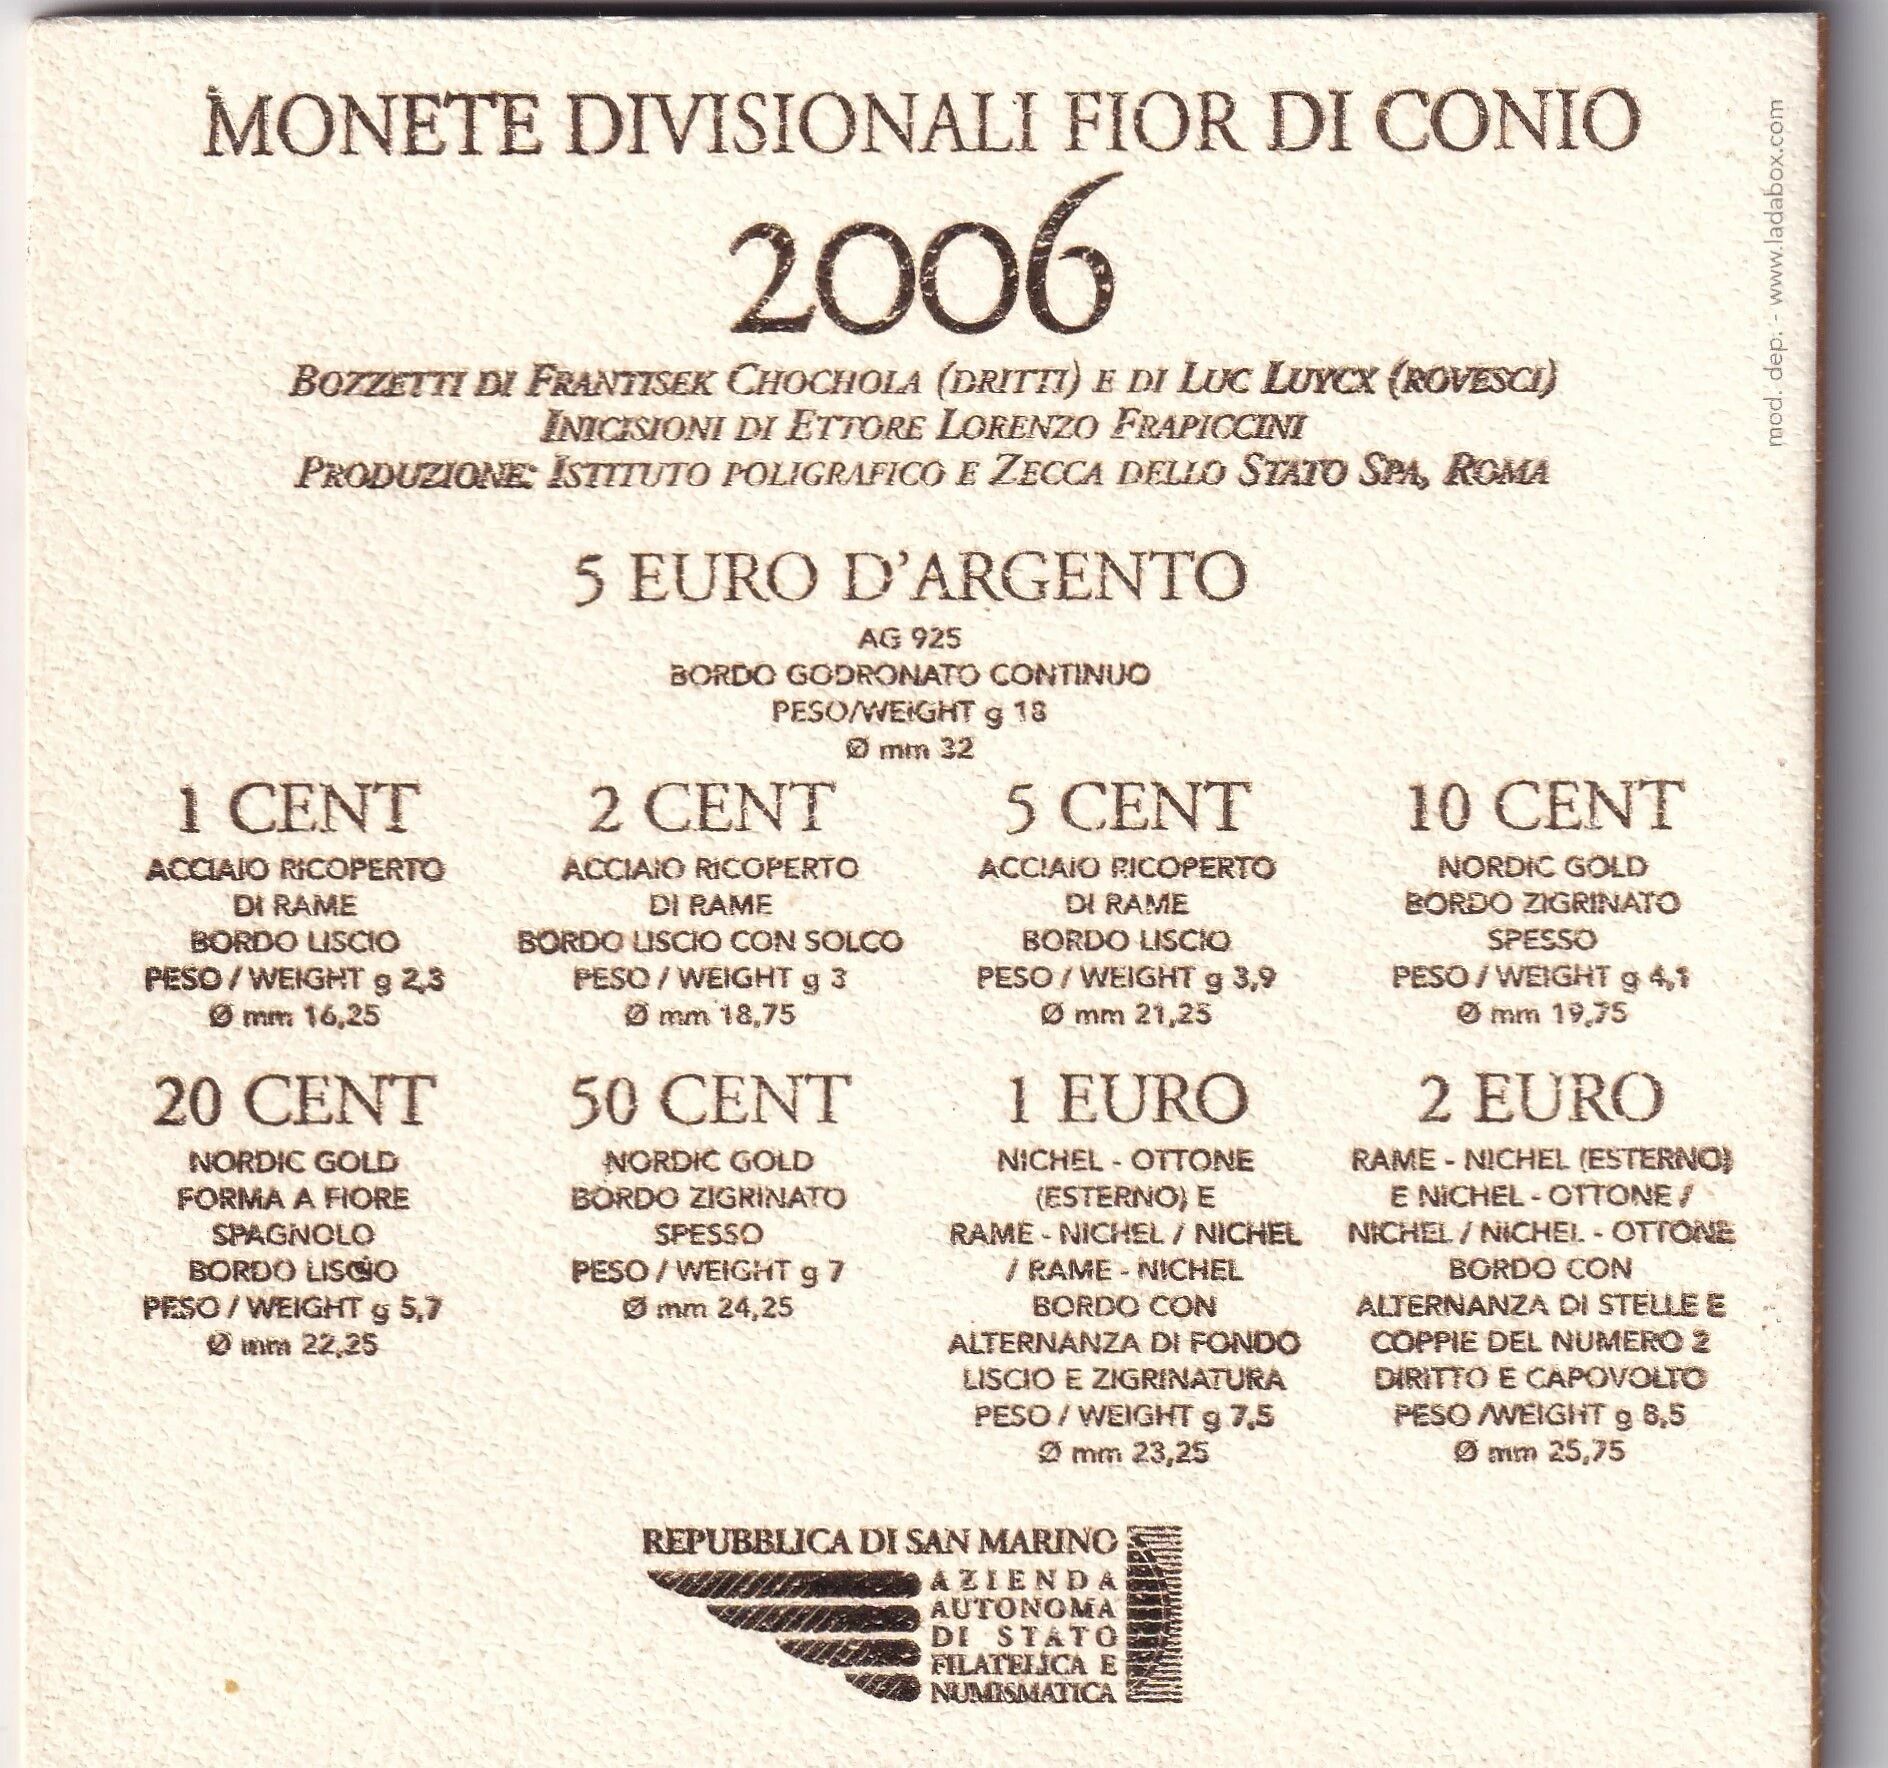 MONETE DIVISIONALI FIOR DI CONIO
2006
BOZZETTI DI FRANTISEK CHOCHOLA (DRITTI) E DI LUC LUYCX (ROVESCI)
INICISIONI DI ETTORE LORENZO FRAPICCINI
PRODUZIONE: ISTITUTO POLIGRAFICO E ZECCA DELLO STATO SPA, ROMA
5 EURO D'ARGENTO
AG 925
BORDO GODRONATO CONTINUO
PESO/WEIGHT g 18
Ø mm 32
1 CENT
ACCIAIO RICOPERTO
DI RAME
BORDO LISCIO
PESO / WEIGHT g 2,3
Ø mm 16,25
2 CENT
ACCIAIO RICOPERTO
DI RAME
BORDO LISCIO CON SOLCO
PESO / WEIGHT g 3
Ø mm 18,75
5 CENT
ACCIAIO RICOPERTO
DI RAME
BORDO LISCIO
PESO / WEIGHT g 3,9
Ø mm 21,25
10 CENT
NORDIC GOLD
BORDO ZIGRINATO
SPESSO
PESO / WEIGHT g 4,1
Ø mm 19,75
20 CENT
NORDIC GOLD
FORMA A FIORE
SPAGNOLO
BORDO LISCIO
PESO / WEIGHT g 5,7
Ø mm 22,25
50 CENT
NORDIC GOLD
BORDO ZIGRINATO
SPESSO
PESO / WEIGHT g 7
Ø mm 24,25
1 EURO
NICHEL - OTTONE
(ESTERNO) E
RAME - NICHEL / NICHEL
/ RAME - NICHEL
BORDO CON
ALTERNANZA DI FONDO
LISCIO E ZIGRINATURA
PESO / WEIGHT g 7,5
Ø mm 23,25
2 EURO
RAME - NICHEL (ESTERNO)
E NICHEL - OTTONE /
NICHEL / NICHEL - OTTONE
BORDO CON
ALTERNANZA DI STELLE E
COPPIE DEL NUMERO 2
DIRITTO E CAPOVOLTO
PESO /WEIGHT g 8,5
Ø mm 25,75
REPUBBLICA DI SAN MARINO
AZIENDA
AUTONOMA
DI STATO
FILATELICA E
NUMISMATICA
mod. dep. - www.ladabox.com